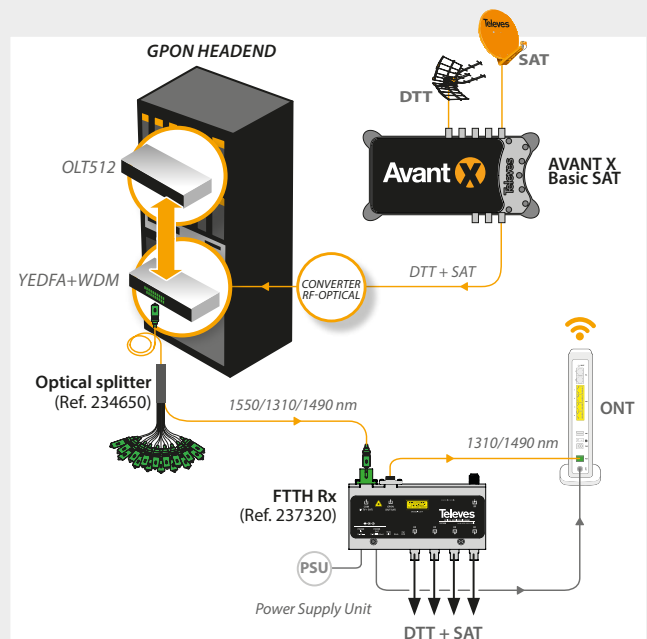 GPON HEADEND
Televes
SAT
DTT
OLT512
Avant X
Televes
AVANT X
Basic SAT
YEDFA+WDM
CONVERTER
RF-OPTICAL
DTT + SAT
Optical splitter
(Ref. 234650)
1550/1310/1490 nm
ONT
1310/1490 nm
FTTH Rx
(Ref. 237320)
Televes
PSU
Power Supply Unit
DTT + SAT